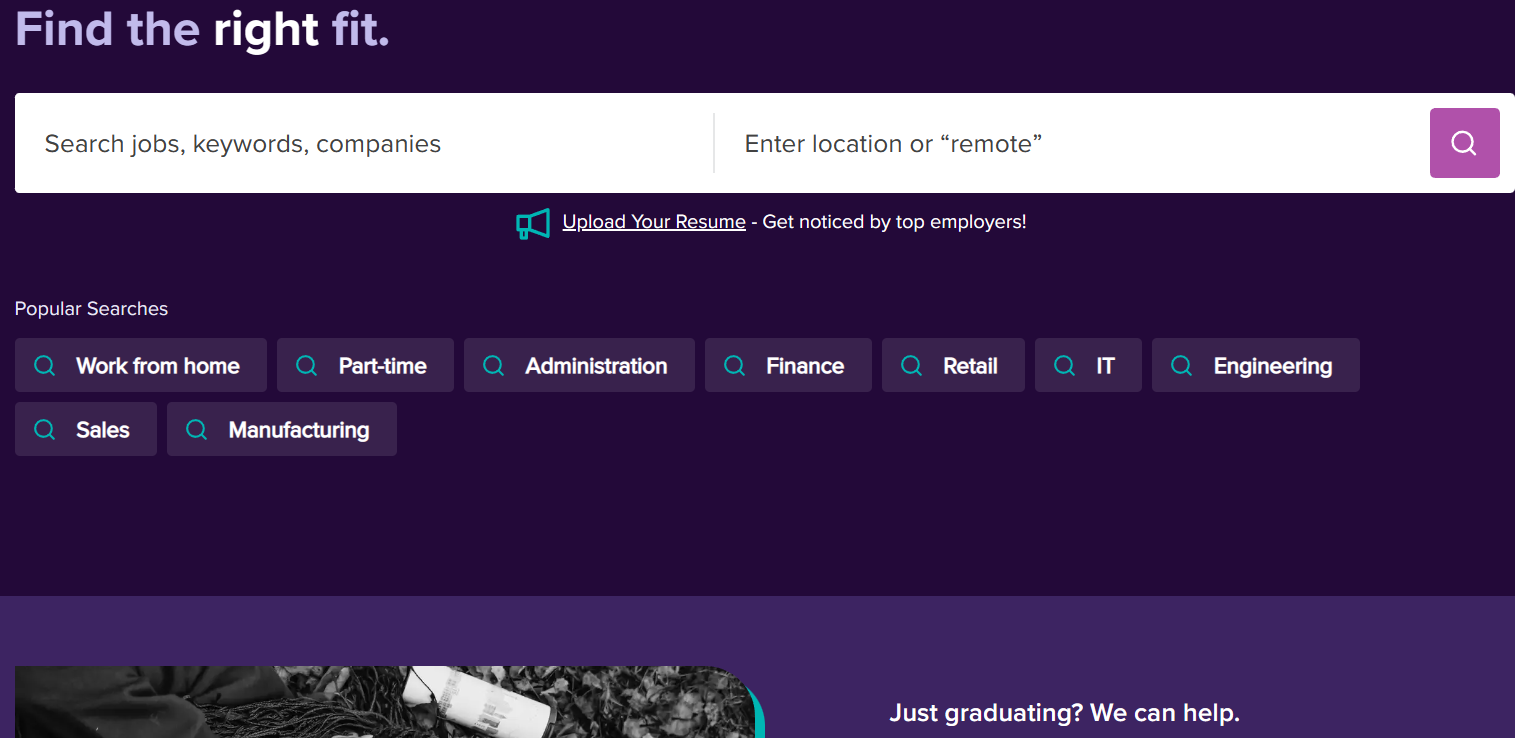 Find the right fit.
Search jobs, keywords, companies
Enter location or “remote”
Upload Your Resume - Get noticed by top employers!
Popular Searches
Work from home
Part-time
Administration
Finance
Retail
IT
Engineering
Sales
Manufacturing
Just graduating? We can help.